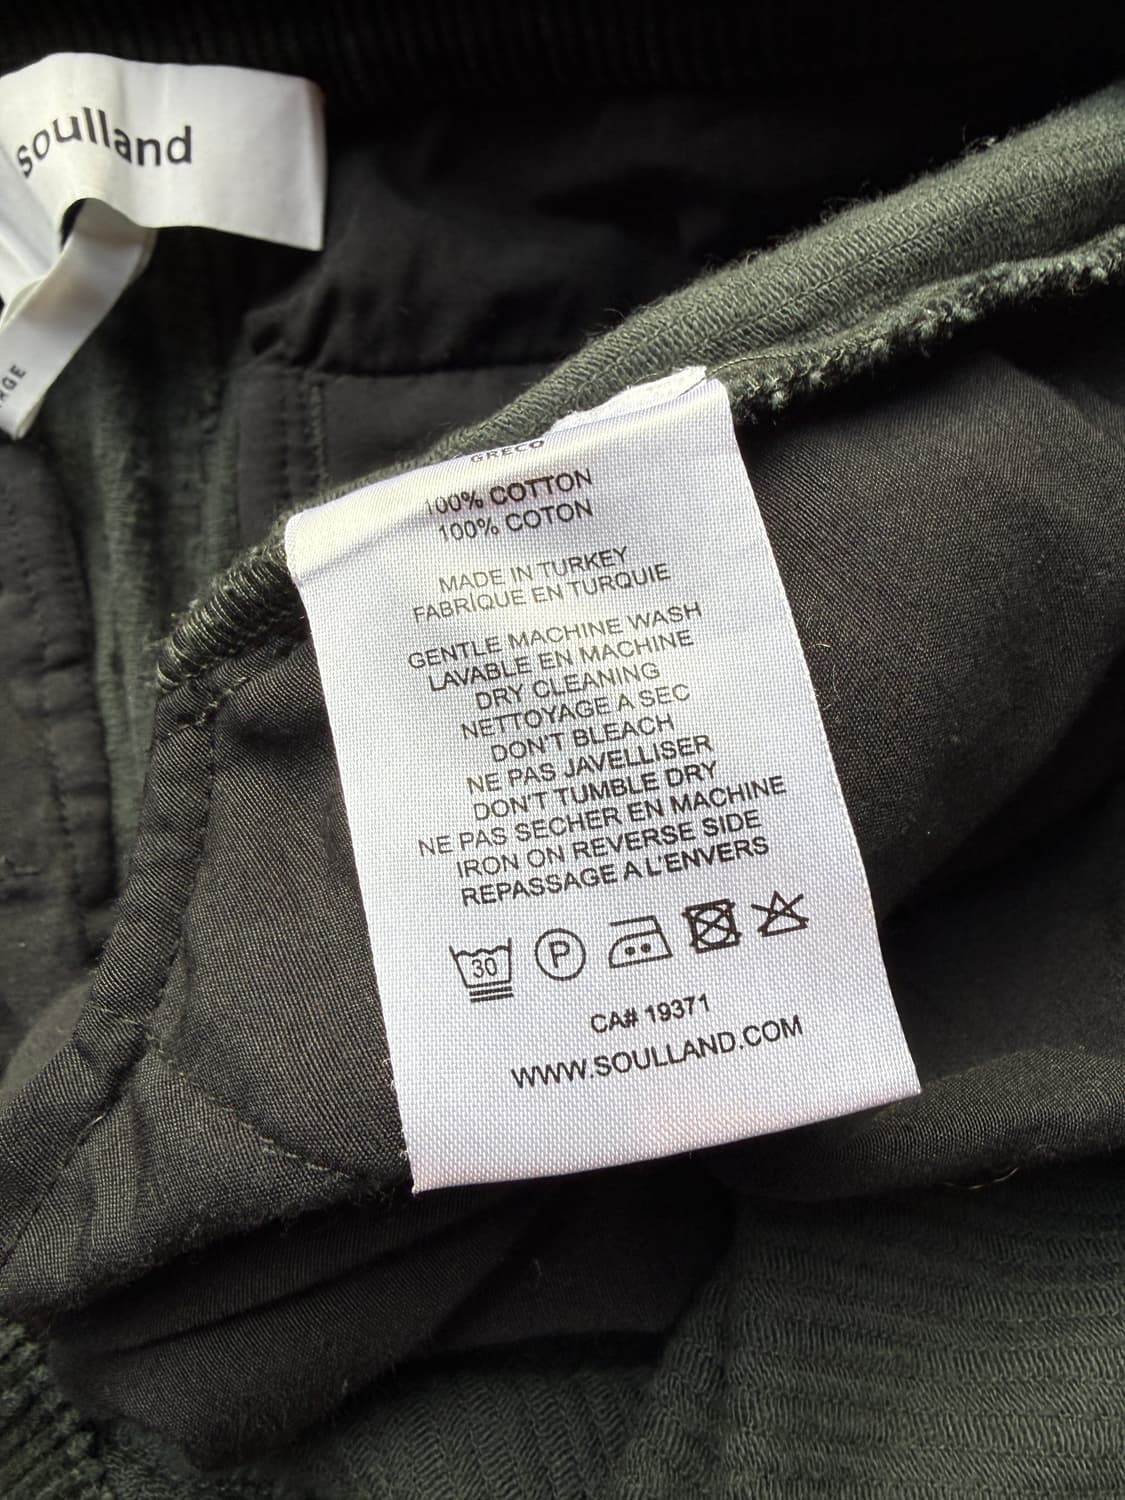 soulland
AGE
GRECO
100% COTTON
100% COTON
MADE IN TURKEY
FABRIQUE EN TURQUIE
GENTLE MACHINE WASH
LAVABLE EN MACHINE
DRY CLEANING
NETTOYAGE A SEC
DON'T BLEACH
NE PAS JAVELLISER
DON'T TUMBLE DRY
NE PAS SECHER EN MACHINE
IRON ON REVERSE SIDE
REPASSAGE A L'ENVERS
30 P
CA# 19371
WWW.SOULLAND.COM